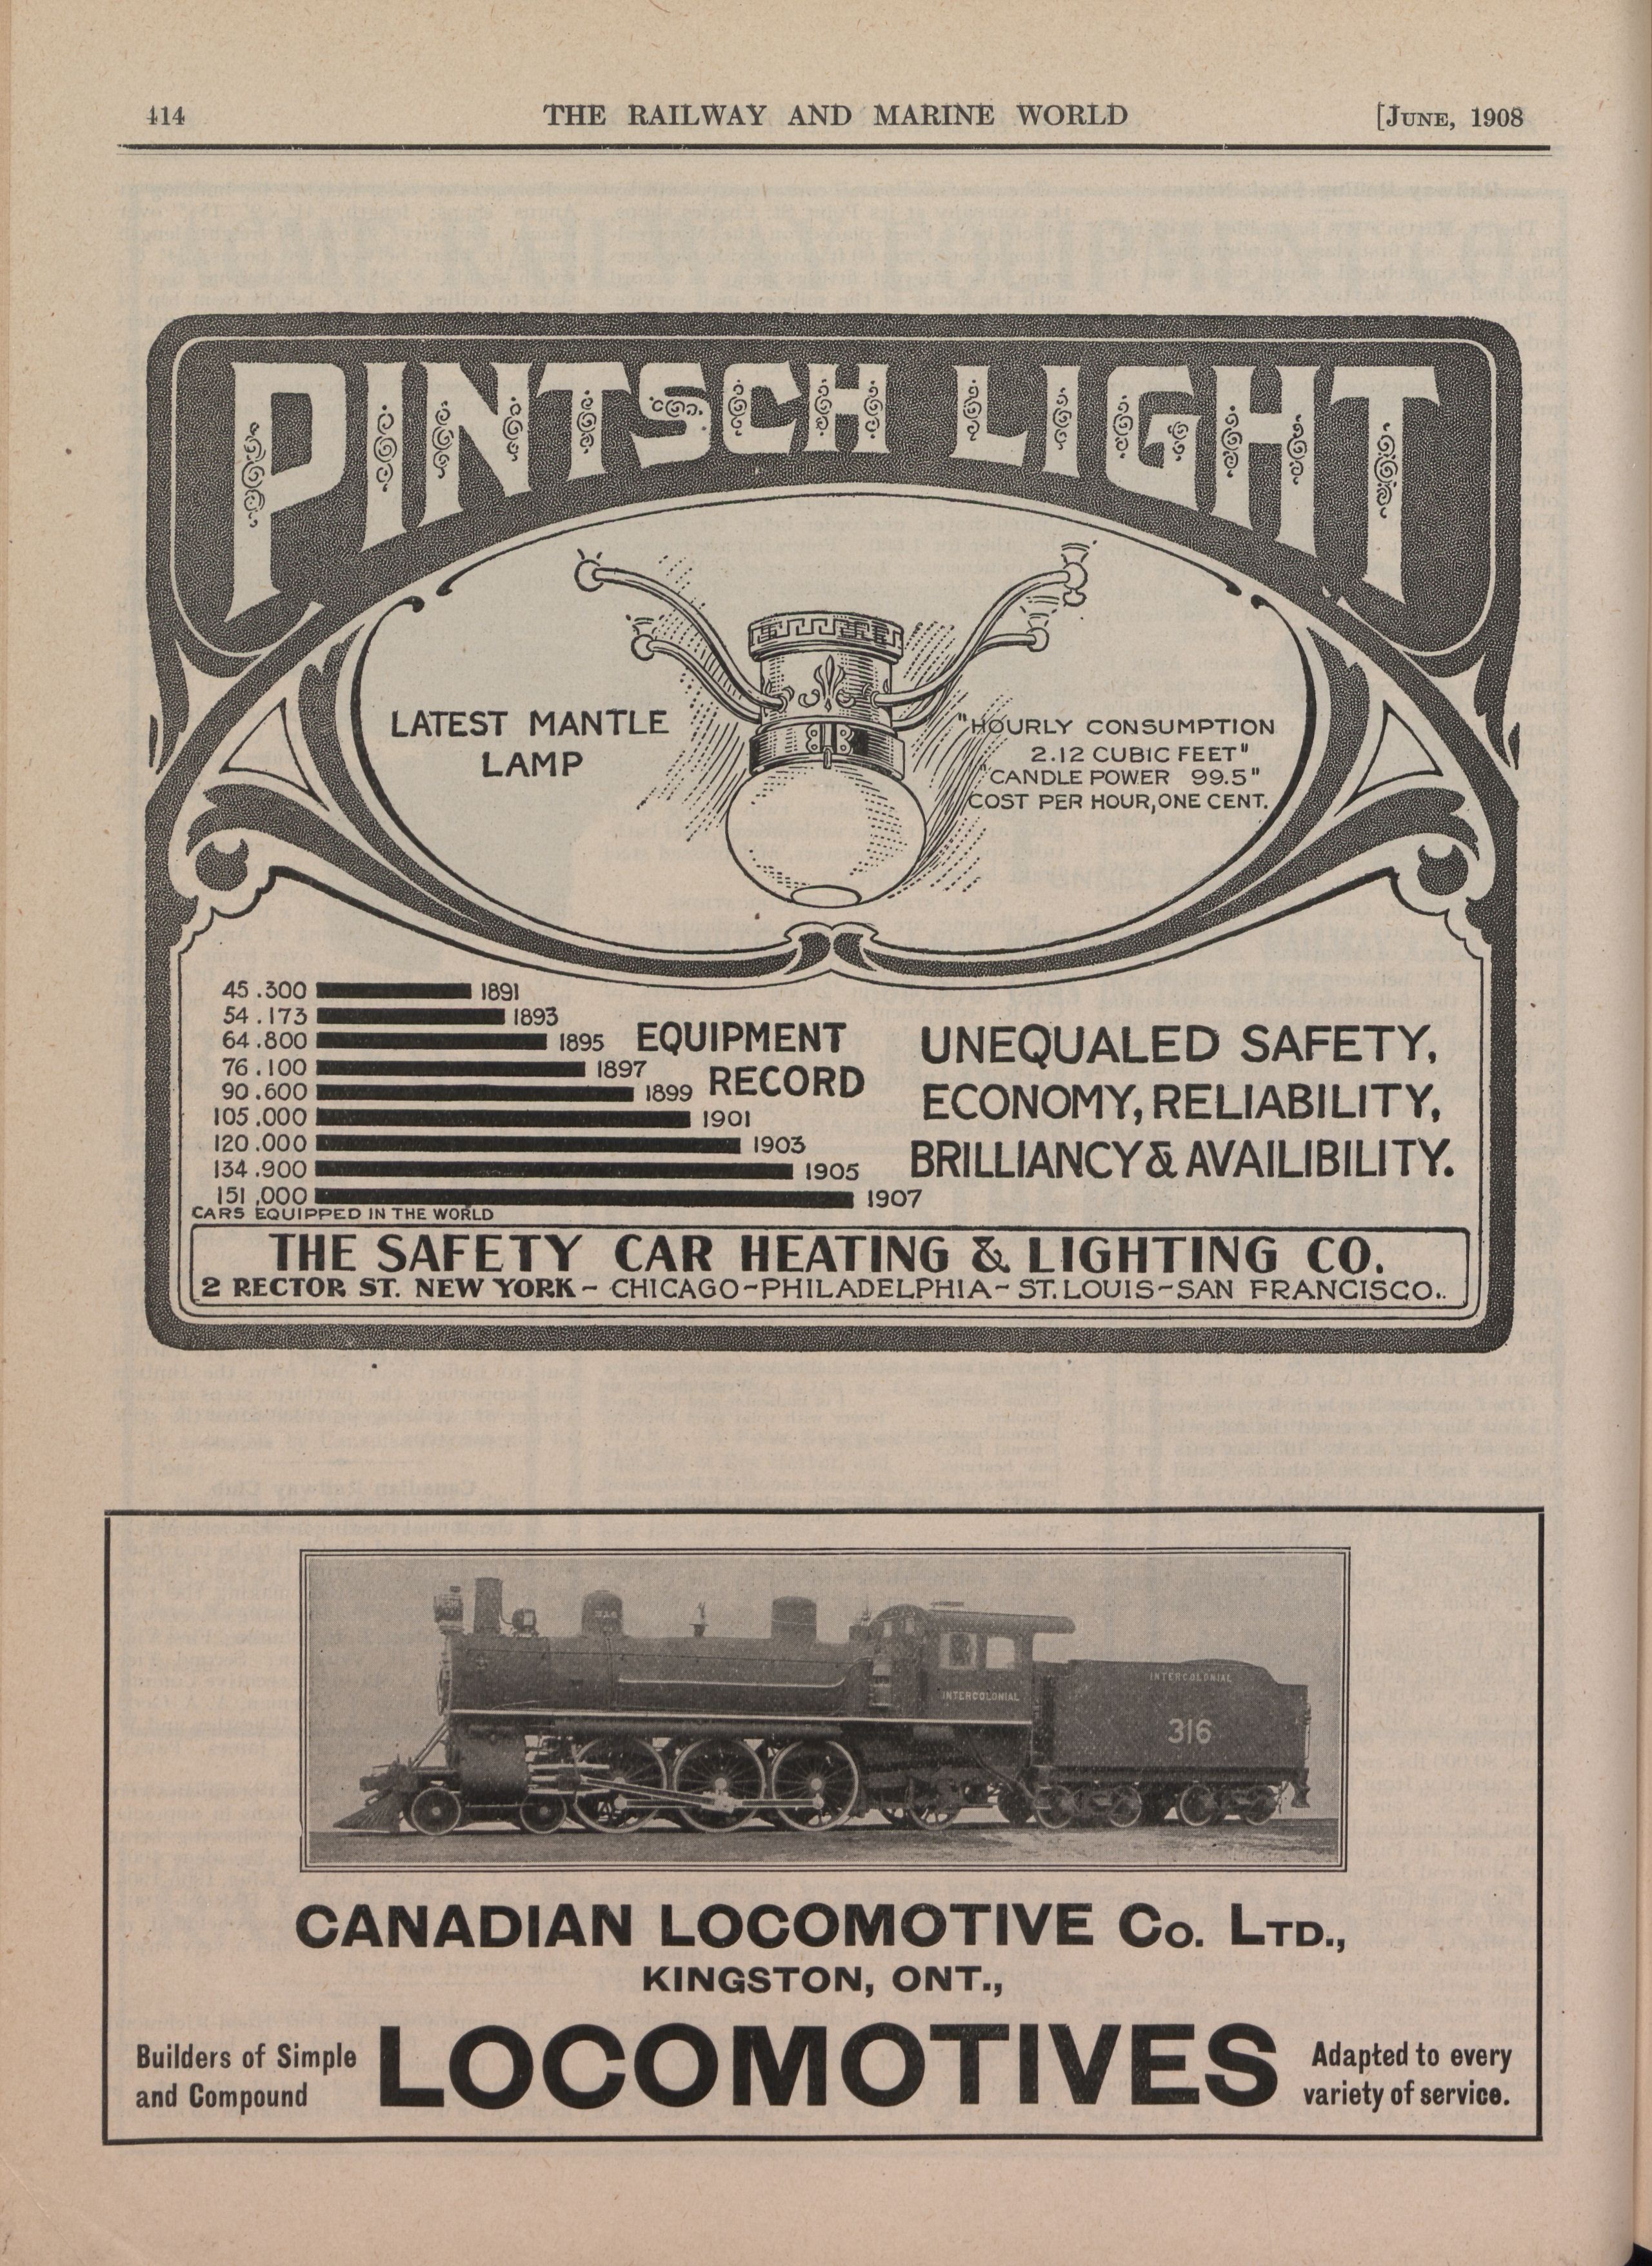 414 THE RAILWAY AND MARINE WORLD [JUNE, 1908
PINTSCH LIGHT
LATEST MANTLE
LAMP
"HOURLY CONSUMPTION
2.12 CUBIC FEET"
"CANDLE POWER 99.5"
COST PER HOUR, ONE CENT.
45.300 1891
54.173 1893
64.800 1895
76.100 1897
90.600 1899
105.000 1901
120.000 1903
134.900 1905
151,000 1907
CARS EQUIPPED IN THE WORLD
EQUIPMENT
RECORD
UNEQUALED SAFETY,
ECONOMY, RELIABILITY,
BRILLIANCY & AVAILIBILITY.
THE SAFETY CAR HEATING & LIGHTING CO.
2 RECTOR ST. NEW YORK - CHICAGO - PHILADELPHIA - ST. LOUIS - SAN FRANCISCO.
INTERCOLONIAL
INTERCOLONIAL
316
CANADIAN LOCOMOTIVE Co. LTD.,
KINGSTON, ONT.,
Builders of Simple
and Compound
LOCOMOTIVES
Adapted to every
variety of service.